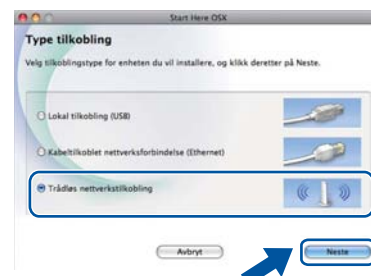 Start Here OSX
Type tilkobling
Velg tilkoblingstype for enheten du vil installere, og klikk deretter på Neste.
Lokal tilkobling (USB)
Kabeltilkoblet nettverksforbindelse (Ethernet)
Trådløs nettverkstilkobling
Avbryt
Neste